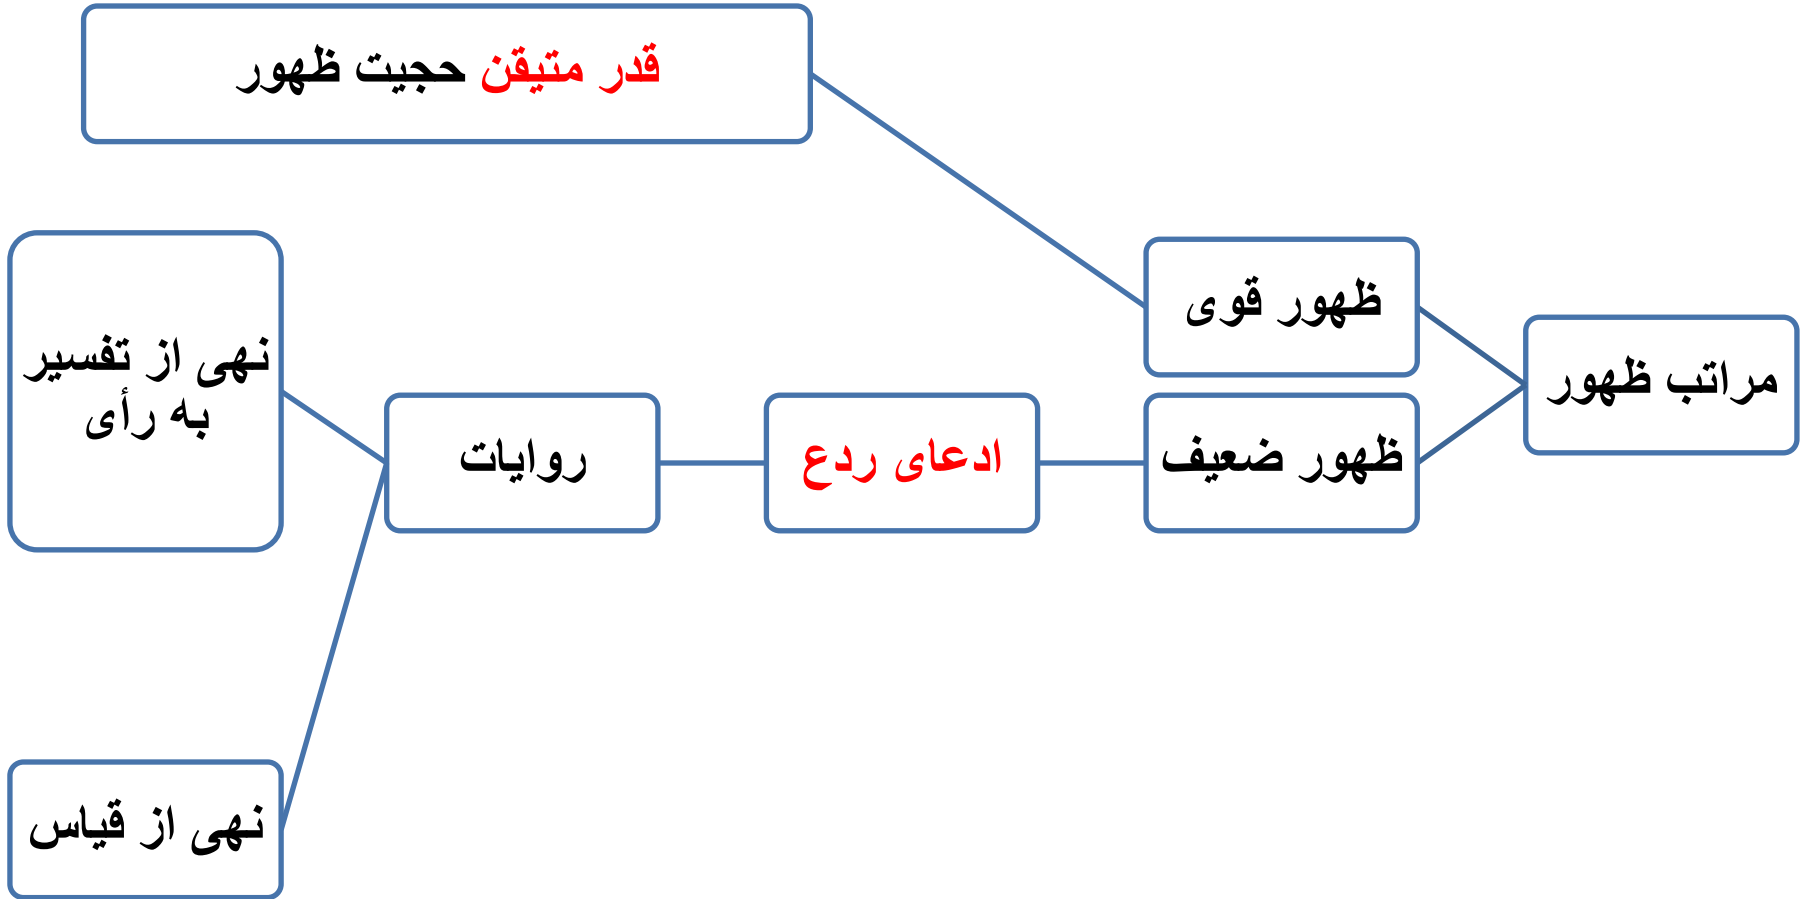 قدر متیقن حجیت ظهور
مراتب ظهور
ظهور قوی
ظهور ضعیف
ادعای ردع
روایات
نهی از تفسیر
به رأی
نهی از قیاس